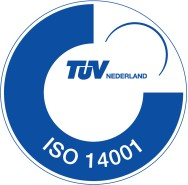 TÜV NEDERLAND
ISO 14001